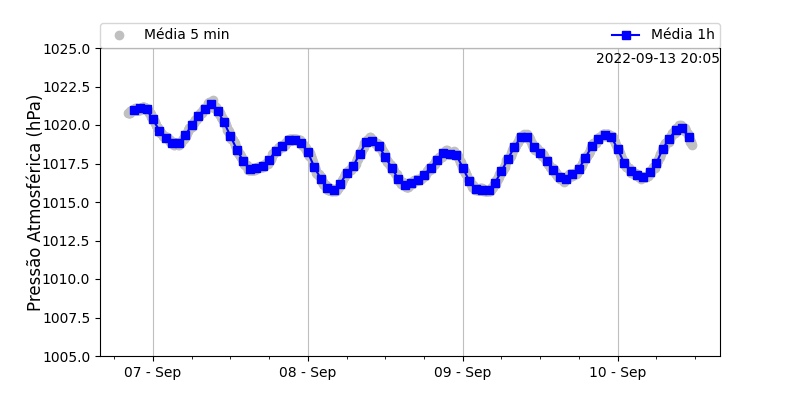 Média 5 min
Média 1h
2022-09-13 20:05
Pressão Atmosférica (hPa)
1025.0
1022.5
1020.0
1017.5
1015.0
1012.5
1010.0
1007.5
1005.0
07 - Sep
08 - Sep
09 - Sep
10 - Sep